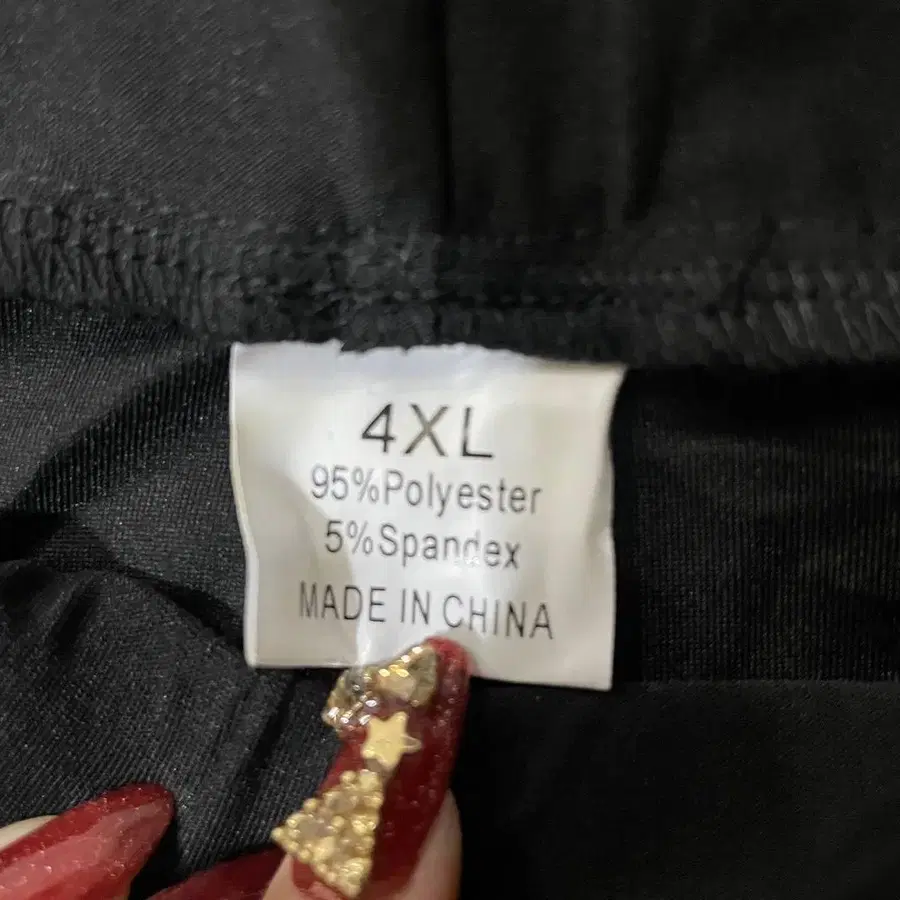 4XL
95%Polyester
5%Spandex
MADE IN CHINA